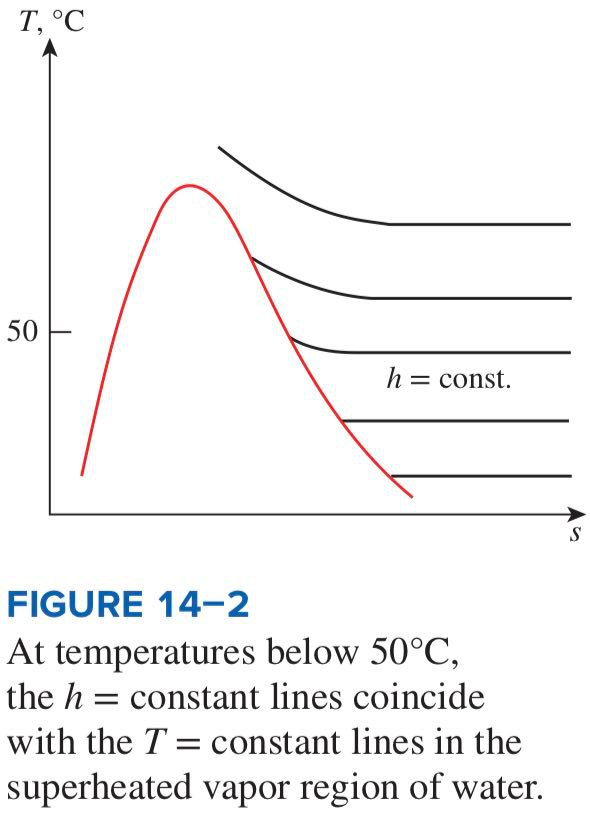 T, °C
50
h = const.
s
FIGURE 14–2
At temperatures below 50°C,
the h = constant lines coincide
with the T = constant lines in the
superheated vapor region of water.